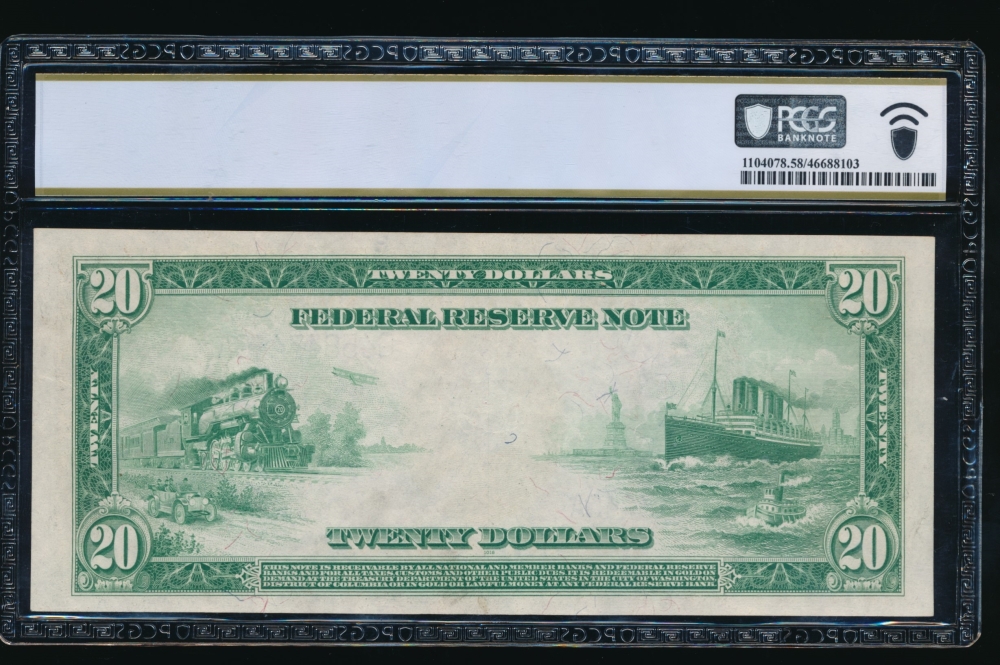 PCGS
BANKNOTE
1104078.58/46688103
20 TWENTY DOLLARS 20
FEDERAL RESERVE NOTE
TWENTY
TWENTY
TWENTY DOLLARS
20
20
THIS NOTE IS RECEIVABLE BY ALL NATIONAL AND MEMBER BANKS AND FEDERAL RESERVE
BANKS AND FOR ALL TAXES, CUSTOMS AND OTHER PUBLIC DUES. IT IS REDEEMABLE IN GOLD ON
DEMAND AT THE TREASURY DEPARTMENT OF THE UNITED STATES IN THE CITY OF WASHINGTON
DISTRICT OF COLUMBIA OR IN GOLD OR LAWFUL MONEY AT ANY FEDERAL RESERVE BANK.